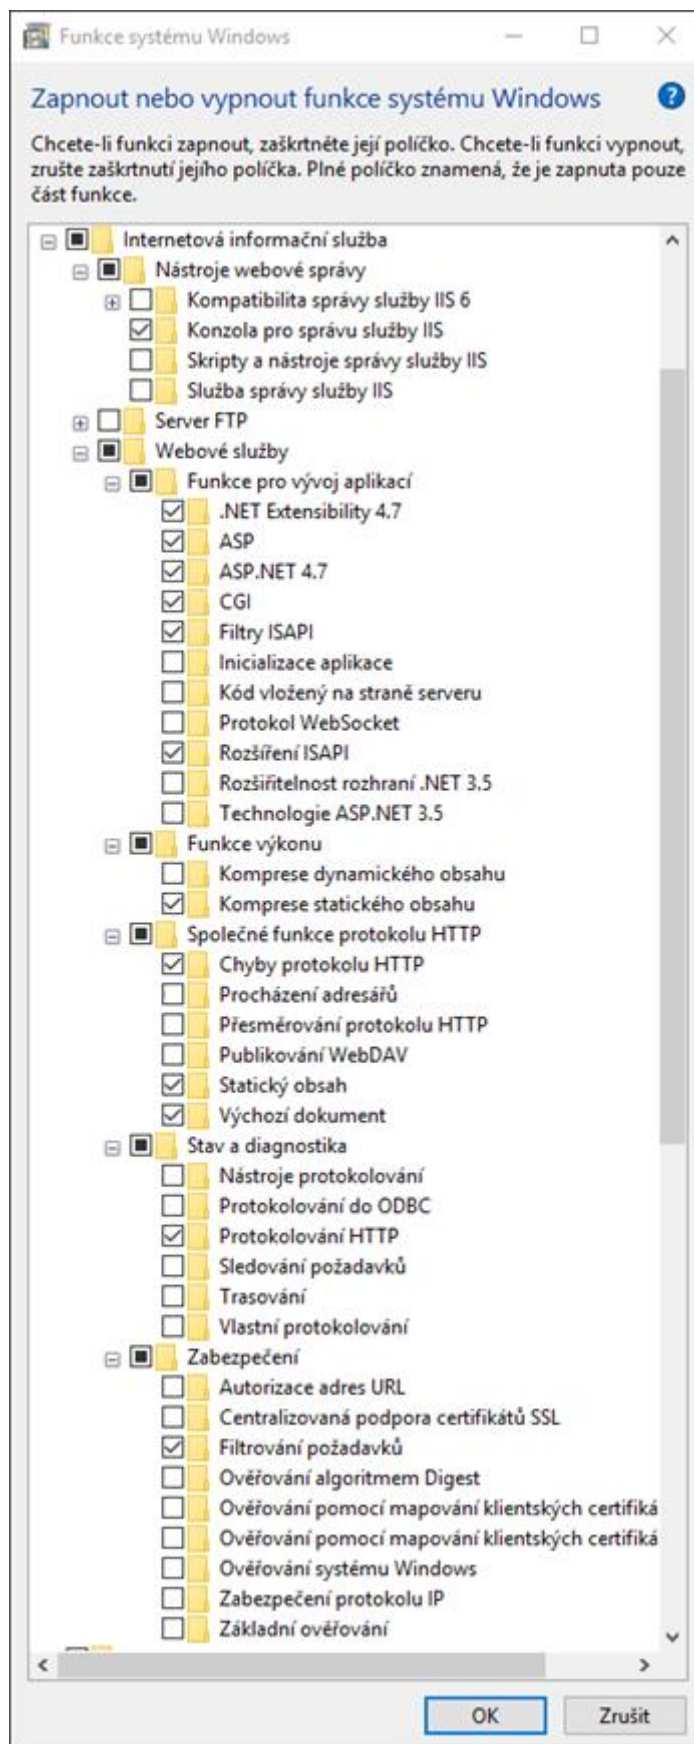 Funkce systému Windows
Zapnout nebo vypnout funkce systému Windows
?
Chcete-li funkci zapnout, zaškrtněte její políčko. Chcete-li funkci vypnout,
zrušte zaškrtnutí jejího políčka. Plné políčko znamená, že je zapnuta pouze
část funkce.
Internetová informační služba
Nástroje webové správy
Kompatibilita správy služby IIS 6
Konzola pro správu služby IIS
Skripty a nástroje správy služby IIS
Služba správy služby IIS
Server FTP
Webové služby
Funkce pro vývoj aplikací
.NET Extensibility 4.7
ASP
ASP.NET 4.7
CGI
Filtry ISAPI
Inicializace aplikace
Kód vložený na straně serveru
Protokol WebSocket
Rozšíření ISAPI
Rozšiřitelnost rozhraní .NET 3.5
Technologie ASP.NET 3.5
Funkce výkonu
Komprese dynamického obsahu
Komprese statického obsahu
Společné funkce protokolu HTTP
Chyby protokolu HTTP
Procházení adresářů
Přesměrování protokolu HTTP
Publikování WebDAV
Statický obsah
Výchozí dokument
Stav a diagnostika
Nástroje protokolování
Protokolování do ODBC
Protokolování HTTP
Sledování požadavků
Trasování
Vlastní protokolování
Zabezpečení
Autorizace adres URL
Centralizovaná podpora certifikátů SSL
Filtrování požadavků
Ověřování algoritmem Digest
Ověřování pomocí mapování klientských certifiká
Ověřování pomocí mapování klientských certifiká
Ověřování systému Windows
Zabezpečení protokolu IP
Základní ověřování
OK
Zrušit